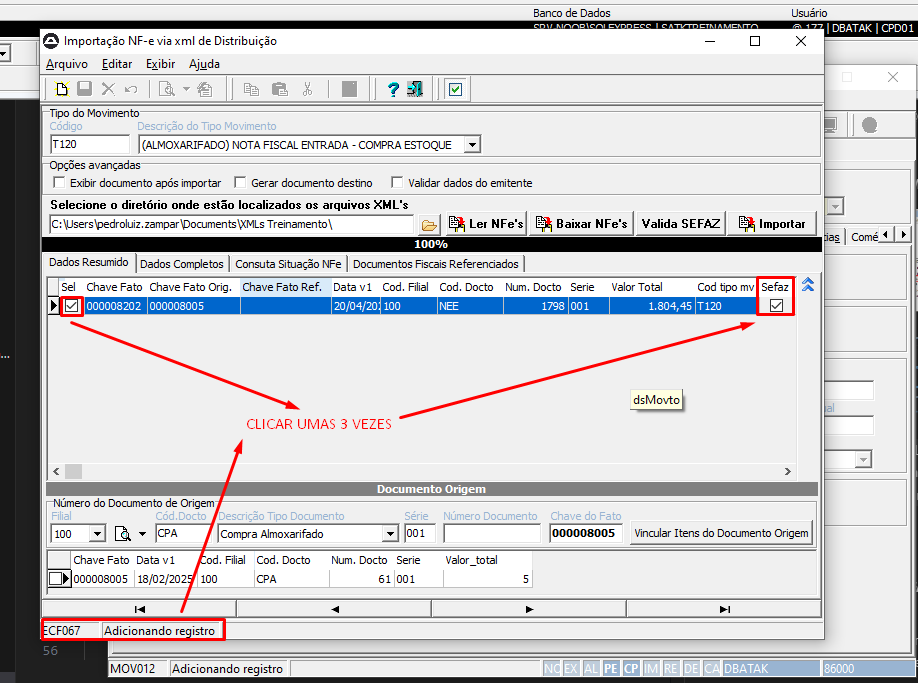 Banco de Dados
Usuário
SRV-NOOB\SQLEXPRESS | SATKTREINAMENTO
@ 177 | DBATAK | CPD01
Importação NF-e via xml de Distribuição
Arquivo Editar Exibir Ajuda
Tipo do Movimento
Código Descrição do Tipo Movimento
T120 (ALMOXARIFADO) NOTA FISCAL ENTRADA - COMPRA ESTOQUE
Opções avançadas
Exibir documento após importar Gerar documento destino Validar dados do emitente
Selecione o diretório onde estão localizados os arquivos XML's
C:\Users\pedroluiz.zampar\Documents\XMLs Treinamento\ Ler NFe's Baixar NFe's Valida SEFAZ Importar
100%
Dados Resumido Dados Completos Consuta Situação NFe Documentos Fiscais Referenciados
Sel Chave Fato Chave Fato Orig. Chave Fato Ref. Data v1 Cod. Filial Cod. Docto Num. Docto Serie Valor Total Cod tipo mv Sefaz
000008202 000008005 20/04/202 100 NEE 1798 001 1.804,45 T120
dsMovto
CLICAR UMAS 3 VEZES
Documento Origem
Número do Documento de Origem
Filial Cód.Docto Descrição Tipo Documento Série Número Documento Chave do Fato
100 CPA Compra Almoxarifado 001 000008005 Vincular Itens do Documento Origem
Chave Fato Data v1 Cod. Filial Cod. Docto Num. Docto Serie Valor_total
000008005 18/02/2025 100 CPA 61 001 5
ECF067 Adicionando registro
56
MOV012 Adicionando registro NO EX AL PE CP IM RE DE CA DBATAK 86000
ias Comé
ial
...